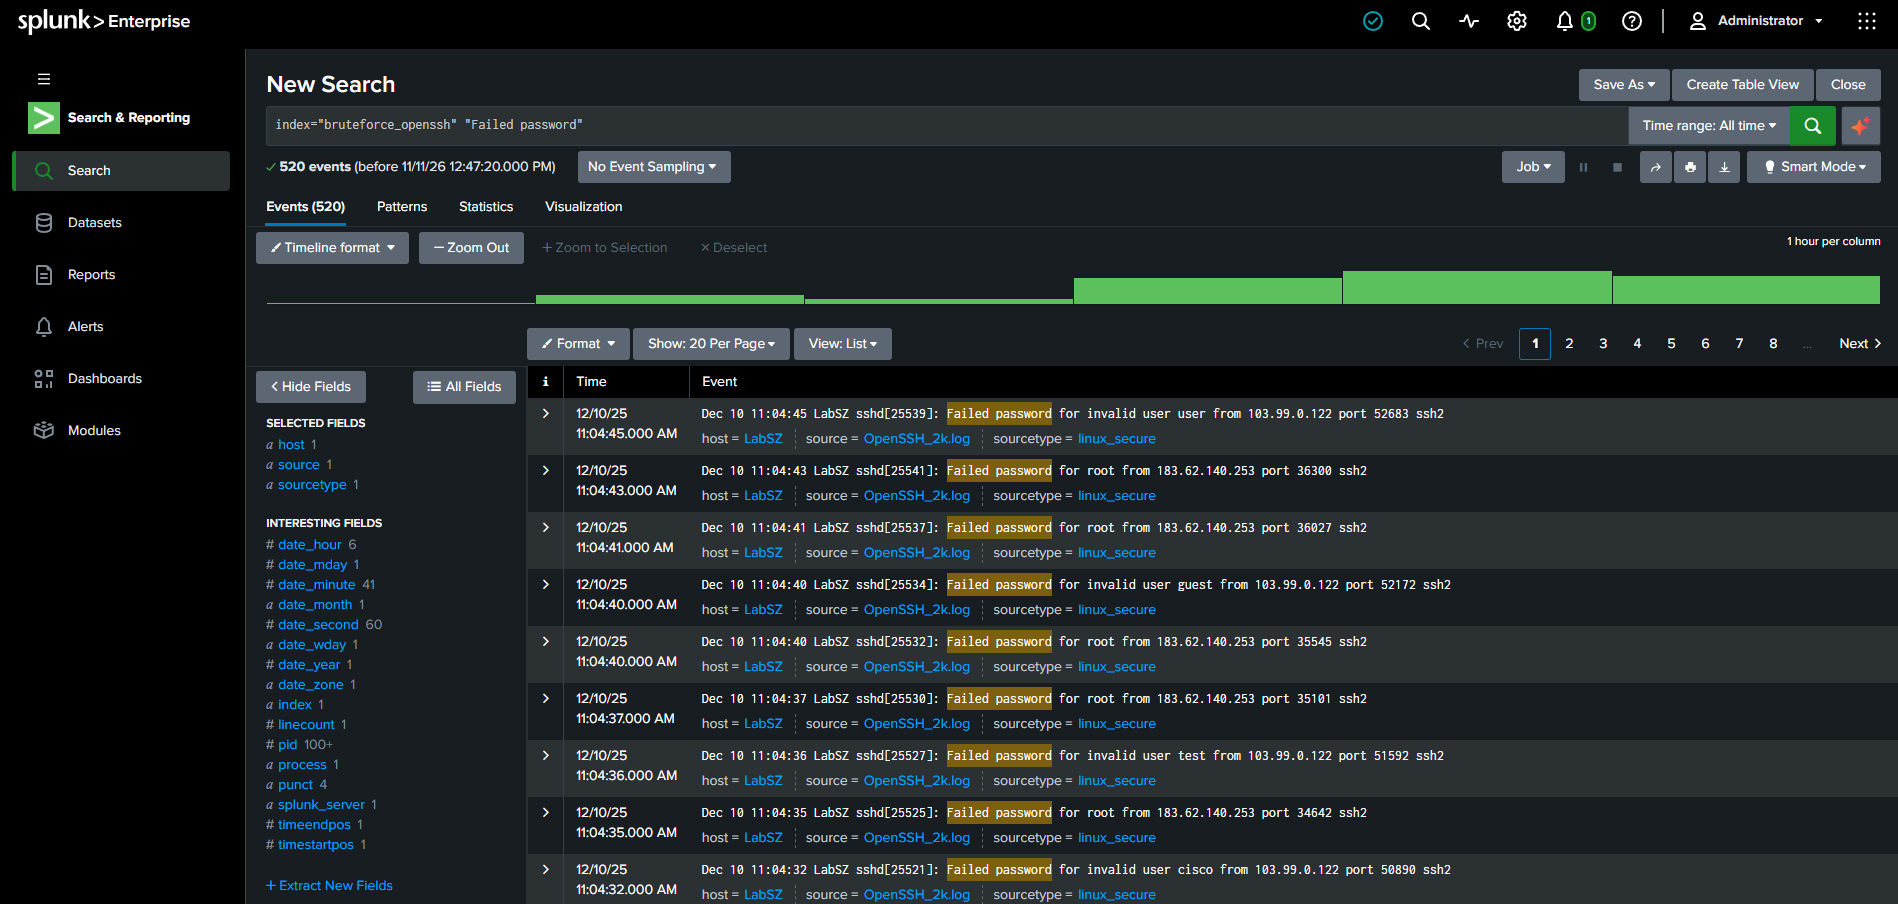 splunk> Enterprise
1
Administrator
Search & Reporting
Search
Datasets
Reports
Alerts
Dashboards
Modules
New Search
Save As
Create Table View
Close
index="bruteforce_openssh" "Failed password"
Time range: All time
520 events (before 11/11/26 12:47:20.000 PM)
No Event Sampling
Job
Smart Mode
Events (520)
Patterns
Statistics
Visualization
Timeline format
Zoom Out
+ Zoom to Selection
× Deselect
1 hour per column
Format
Show: 20 Per Page
View: List
Prev 1 2 3 4 5 6 7 8 ... Next
Hide Fields
All Fields
SELECTED FIELDS
a host 1
a source 1
a sourcetype 1
INTERESTING FIELDS
# date_hour 6
# date_mday 1
# date_minute 41
a date_month 1
# date_second 60
a date_wday 1
# date_year 1
a date_zone 1
a index 1
# linecount 1
# pid 100+
a process 1
a punct 4
a splunk_server 1
# timeendpos 1
# timestartpos 1
+ Extract New Fields
i Time Event
12/10/25
11:04:45.000 AM
Dec 10 11:04:45 LabSZ sshd[25539]: Failed password for invalid user user from 103.99.0.122 port 52683 ssh2
host = LabSZ source = OpenSSH_2k.log sourcetype = linux_secure
12/10/25
11:04:43.000 AM
Dec 10 11:04:43 LabSZ sshd[25541]: Failed password for root from 183.62.140.253 port 36300 ssh2
host = LabSZ source = OpenSSH_2k.log sourcetype = linux_secure
12/10/25
11:04:41.000 AM
Dec 10 11:04:41 LabSZ sshd[25537]: Failed password for root from 183.62.140.253 port 36027 ssh2
host = LabSZ source = OpenSSH_2k.log sourcetype = linux_secure
12/10/25
11:04:40.000 AM
Dec 10 11:04:40 LabSZ sshd[25534]: Failed password for invalid user guest from 103.99.0.122 port 52172 ssh2
host = LabSZ source = OpenSSH_2k.log sourcetype = linux_secure
12/10/25
11:04:40.000 AM
Dec 10 11:04:40 LabSZ sshd[25532]: Failed password for root from 183.62.140.253 port 35545 ssh2
host = LabSZ source = OpenSSH_2k.log sourcetype = linux_secure
12/10/25
11:04:37.000 AM
Dec 10 11:04:37 LabSZ sshd[25530]: Failed password for root from 183.62.140.253 port 35101 ssh2
host = LabSZ source = OpenSSH_2k.log sourcetype = linux_secure
12/10/25
11:04:36.000 AM
Dec 10 11:04:36 LabSZ sshd[25527]: Failed password for invalid user test from 103.99.0.122 port 51592 ssh2
host = LabSZ source = OpenSSH_2k.log sourcetype = linux_secure
12/10/25
11:04:35.000 AM
Dec 10 11:04:35 LabSZ sshd[25525]: Failed password for root from 183.62.140.253 port 34642 ssh2
host = LabSZ source = OpenSSH_2k.log sourcetype = linux_secure
12/10/25
11:04:32.000 AM
Dec 10 11:04:32 LabSZ sshd[25521]: Failed password for invalid user cisco from 103.99.0.122 port 50890 ssh2
host = LabSZ source = OpenSSH_2k.log sourcetype = linux_secure